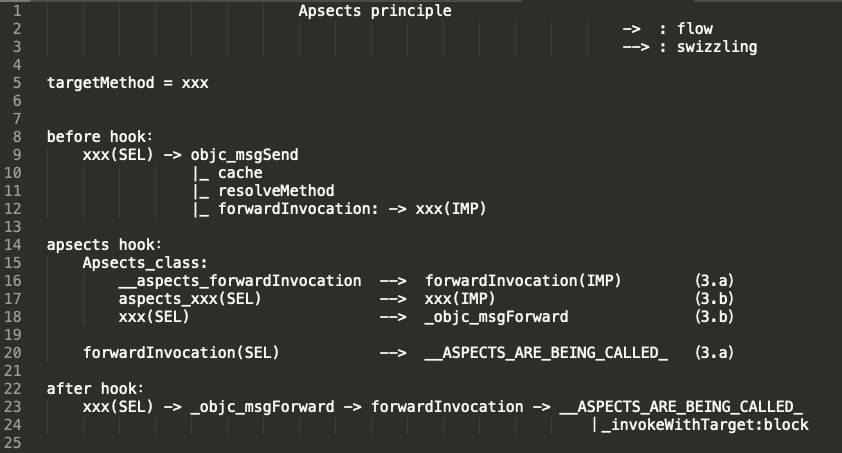 1 Apsects principle
2 -> : flow
3 --> : swizzling
4
5 targetMethod = xxx
6
7
8 before hook:
9 xxx(SEL) -> objc_msgSend
10 |_ cache
11 |_ resolveMethod
12 |_ forwardInvocation: -> xxx(IMP)
13
14 apsects hook:
15 Apsects_class:
16 __aspects_forwardInvocation --> forwardInvocation(IMP) (3.a)
17 aspects_xxx(SEL) --> xxx(IMP) (3.b)
18 xxx(SEL) --> _objc_msgForward (3.b)
19
20 forwardInvocation(SEL) --> __ASPECTS_ARE_BEING_CALLED_ (3.a)
21
22 after hook:
23 xxx(SEL) -> _objc_msgForward -> forwardInvocation -> __ASPECTS_ARE_BEING_CALLED_
24 |_invokeWithTarget:block
25